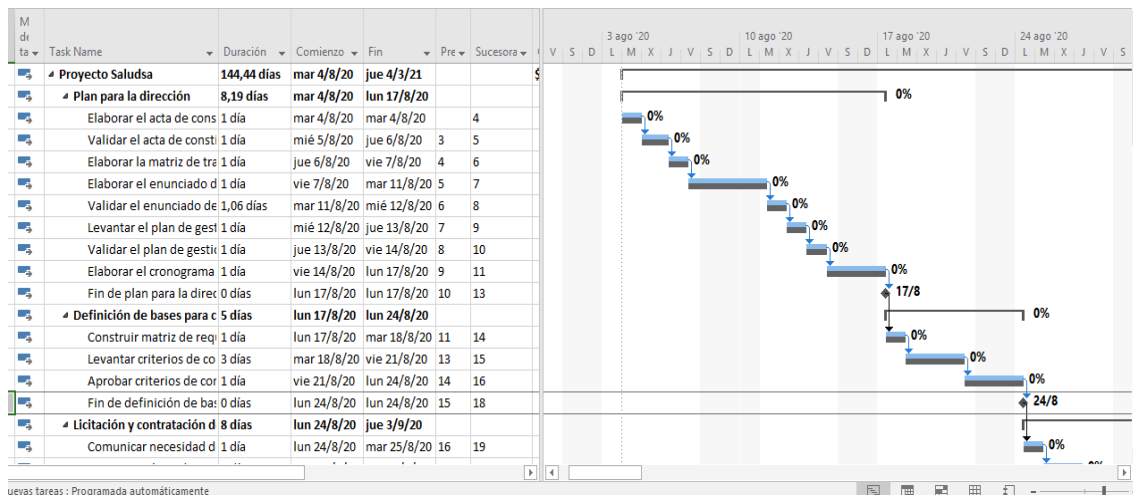 M
de
ta Task Name Duración Comienzo Fin Pre Sucesora
3 ago '20 10 ago '20 17 ago '20 24 ago '20
V S D L M X J V S D L M X J V S D L M X J V S D L M X J V S
Proyecto Saludsa 144,44 días mar 4/8/20 jue 4/3/21 $
Plan para la dirección 8,19 días mar 4/8/20 lun 17/8/20 0%
Elaborar el acta de cons 1 día mar 4/8/20 mar 4/8/20 4 0%
Validar el acta de consti 1 día mié 5/8/20 jue 6/8/20 3 5 0%
Elaborar la matriz de tra 1 día jue 6/8/20 vie 7/8/20 4 6 0%
Elaborar el enunciado d 1 día vie 7/8/20 mar 11/8/20 5 7 0%
Validar el enunciado de 1,06 días mar 11/8/20 mié 12/8/20 6 8 0%
Levantar el plan de gest 1 día mié 12/8/20 jue 13/8/20 7 9 0%
Validar el plan de gestió 1 día jue 13/8/20 vie 14/8/20 8 10 0%
Elaborar el cronograma 1 día vie 14/8/20 lun 17/8/20 9 11 0%
Fin de plan para la direc 0 días lun 17/8/20 lun 17/8/20 10 13 17/8
Definición de bases para c 5 días lun 17/8/20 lun 24/8/20 0%
Construir matriz de requ 1 día lun 17/8/20 mar 18/8/20 11 14 0%
Levantar criterios de co 3 días mar 18/8/20 vie 21/8/20 13 15 0%
Aprobar criterios de cor 1 día vie 21/8/20 lun 24/8/20 14 16 0%
Fin de definición de bas 0 días lun 24/8/20 lun 24/8/20 15 18 24/8
Licitación y contratación d 8 días lun 24/8/20 jue 3/9/20
Comunicar necesidad d 1 día lun 24/8/20 mar 25/8/20 16 19 0%
uevas tareas : Programada automáticamente